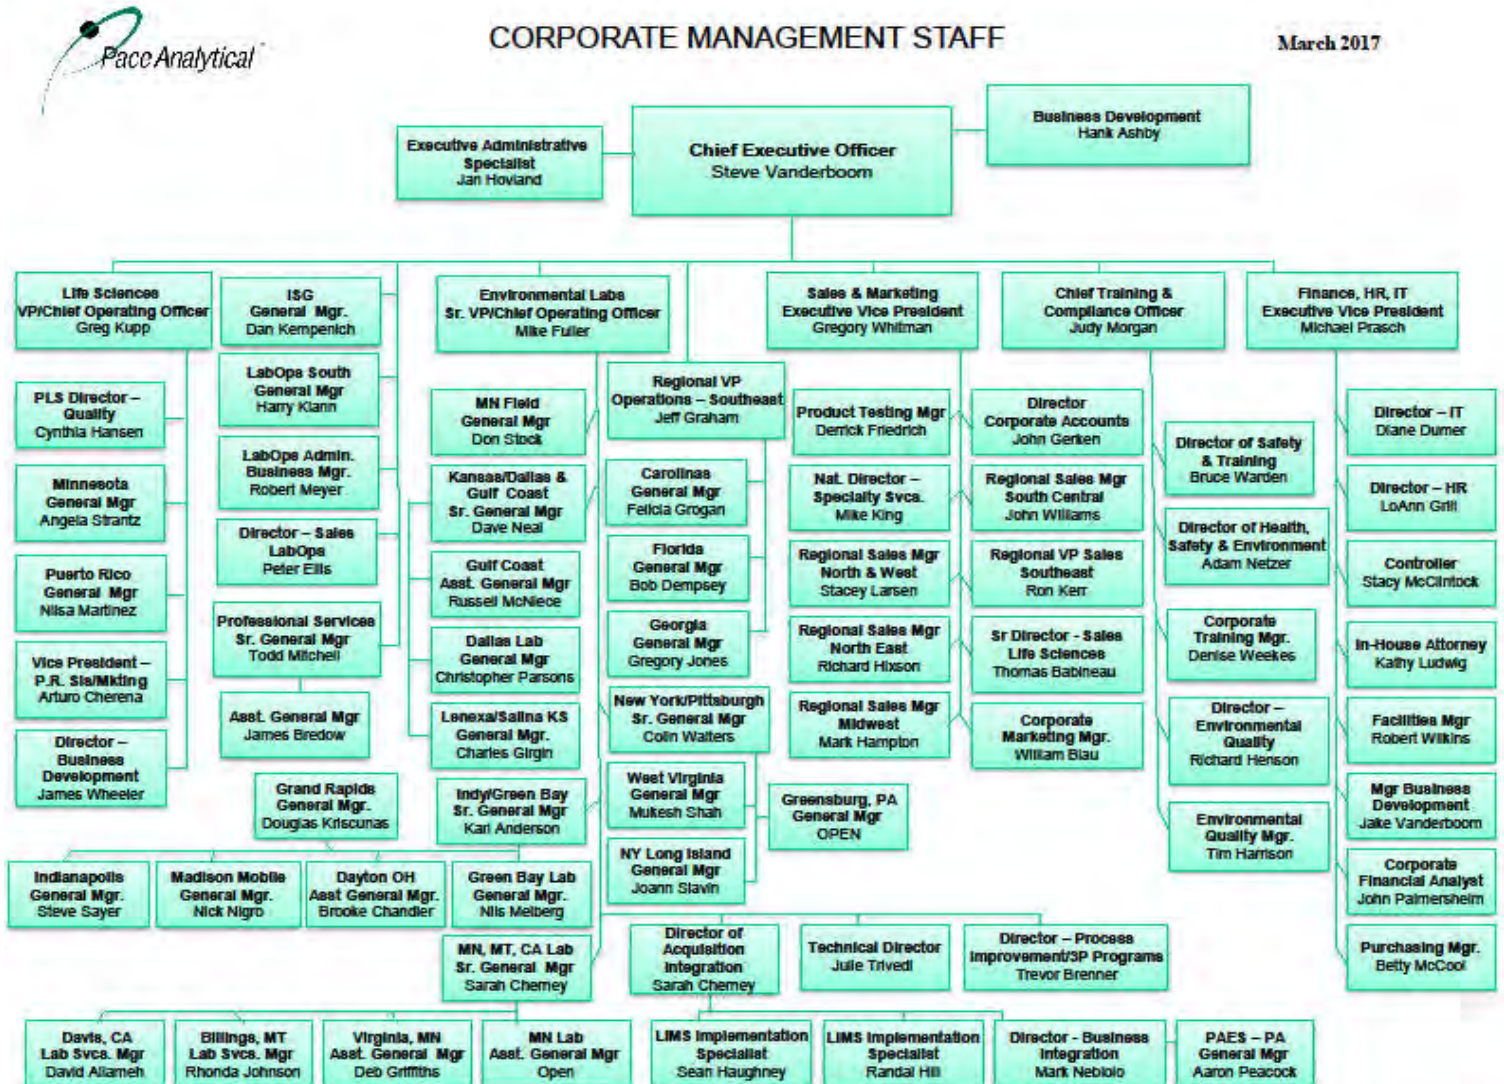 Pace Analytical
CORPORATE MANAGEMENT STAFF
March 2017
Business Development
Hank Ashby
Executive Administrative
Specialist
Jan Hovland
Chief Executive Officer
Steve Vanderboom
Life Sciences
VP/Chief Operating Officer
Greg Kupp
ISG
General Mgr.
Dan Kempenich
Environmental Labs
Sr. VP/Chief Operating Officer
Mike Fuller
Sales & Marketing
Executive Vice President
Gregory Whitman
Chief Training &
Compliance Officer
Judy Morgan
Finance, HR, IT
Executive Vice President
Michael Prasch
PLS Director –
Quality
Cynthia Hansen
Minnesota
General Mgr
Angela Strantz
Puerto Rico
General Mgr
Nilsa Martinez
Vice President –
P.R. Sls/Mkting
Arturo Cherena
Director –
Business
Development
James Wheeler
LabOps South
General Mgr
Harry Klann
LabOps Admin.
Business Mgr.
Robert Meyer
Director – Sales
LabOps
Peter Ellis
Professional Services
Sr. General Mgr
Todd Mitchell
Asst. General Mgr
James Bredow
MN Field
General Mgr
Don Stock
Kansas/Dallas &
Gulf Coast
Sr. General Mgr
Dave Neal
Gulf Coast
Asst. General Mgr
Russell McNiece
Dallas Lab
General Mgr
Christopher Parsons
Lenexa/Salina KS
General Mgr.
Charles Girgin
Regional VP
Operations – Southeast
Jeff Graham
Carolinas
General Mgr
Felicia Grogan
Florida
General Mgr
Bob Dempsey
Georgia
General Mgr
Gregory Jones
New York/Pittsburgh
Sr. General Mgr
Colin Walters
West Virginia
General Mgr
Mukesh Shah
NY Long Island
General Mgr
Joann Slavin
Greensburg, PA
General Mgr
OPEN
Product Testing Mgr
Derrick Friedrich
Nat. Director –
Specialty Svcs.
Mike King
Regional Sales Mgr
North & West
Stacey Larsen
Regional Sales Mgr
North East
Richard Hixson
Regional Sales Mgr
Midwest
Mark Hampton
Director
Corporate Accounts
John Gerken
Regional Sales Mgr
South Central
John Williams
Regional VP Sales
Southeast
Ron Kerr
Sr Director - Sales
Life Sciences
Thomas Babineau
Corporate
Marketing Mgr.
William Blau
Director of Safety
& Training
Bruce Warden
Director of Health,
Safety & Environment
Adam Netzer
Corporate
Training Mgr.
Denise Weekes
Director –
Environmental
Quality
Richard Henson
Environmental
Quality Mgr.
Tim Harrison
Director – IT
Diane
Director – HR
LoAnn Grill
Controller
Stacy McClintock
In-House Attorney
Kathy Ludwig
Facilities Mgr
Robert Wilkins
Mgr Business
Development
Jake Vanderboom
Corporate
Financial Analyst
John Palmersheim
Purchasing Mgr.
Betty McCool
Grand Rapids
General Mgr.
Douglas Kriscunas
Indy/Green Bay
Sr. General Mgr
Karl Anderson
Indianapolis
General Mgr.
Steve Sayer
Madison Mobile
General Mgr.
Nick Nigro
Dayton OH
Asst General Mgr.
Brooke Chandler
Green Bay Lab
General Mgr.
Nils Melberg
MN, MT, CA Lab
Sr. General Mgr
Sarah Cherney
Director of
Acquisition
Integration
Sarah Cherney
Technical Director
Julie Trivedi
Director – Process
Improvement/3P Programs
Trevor Brenner
Davis, CA
Lab Svcs. Mgr
David Allameh
Billings, MT
Lab Svcs. Mgr
Rhonda Johnson
Virginia, MN
Asst. General Mgr
Deb Griffiths
MN Lab
Asst. General Mgr
Open
LIMS Implementation
Specialist
Sean Haughney
LIMS Implementation
Specialist
Randal Hill
Director - Business
Integration
Mark Nebiolo
PAES – PA
General Mgr
Aaron Peacock